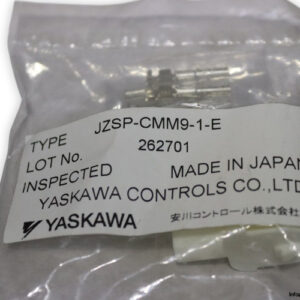 TYPE JZSP-CMM9-1-E
LOT No. 262701
INSPECTED MADE IN JAPAN
YASKAWA CONTROLS CO.,LTD
YASKAWA 安川コントロール株式会